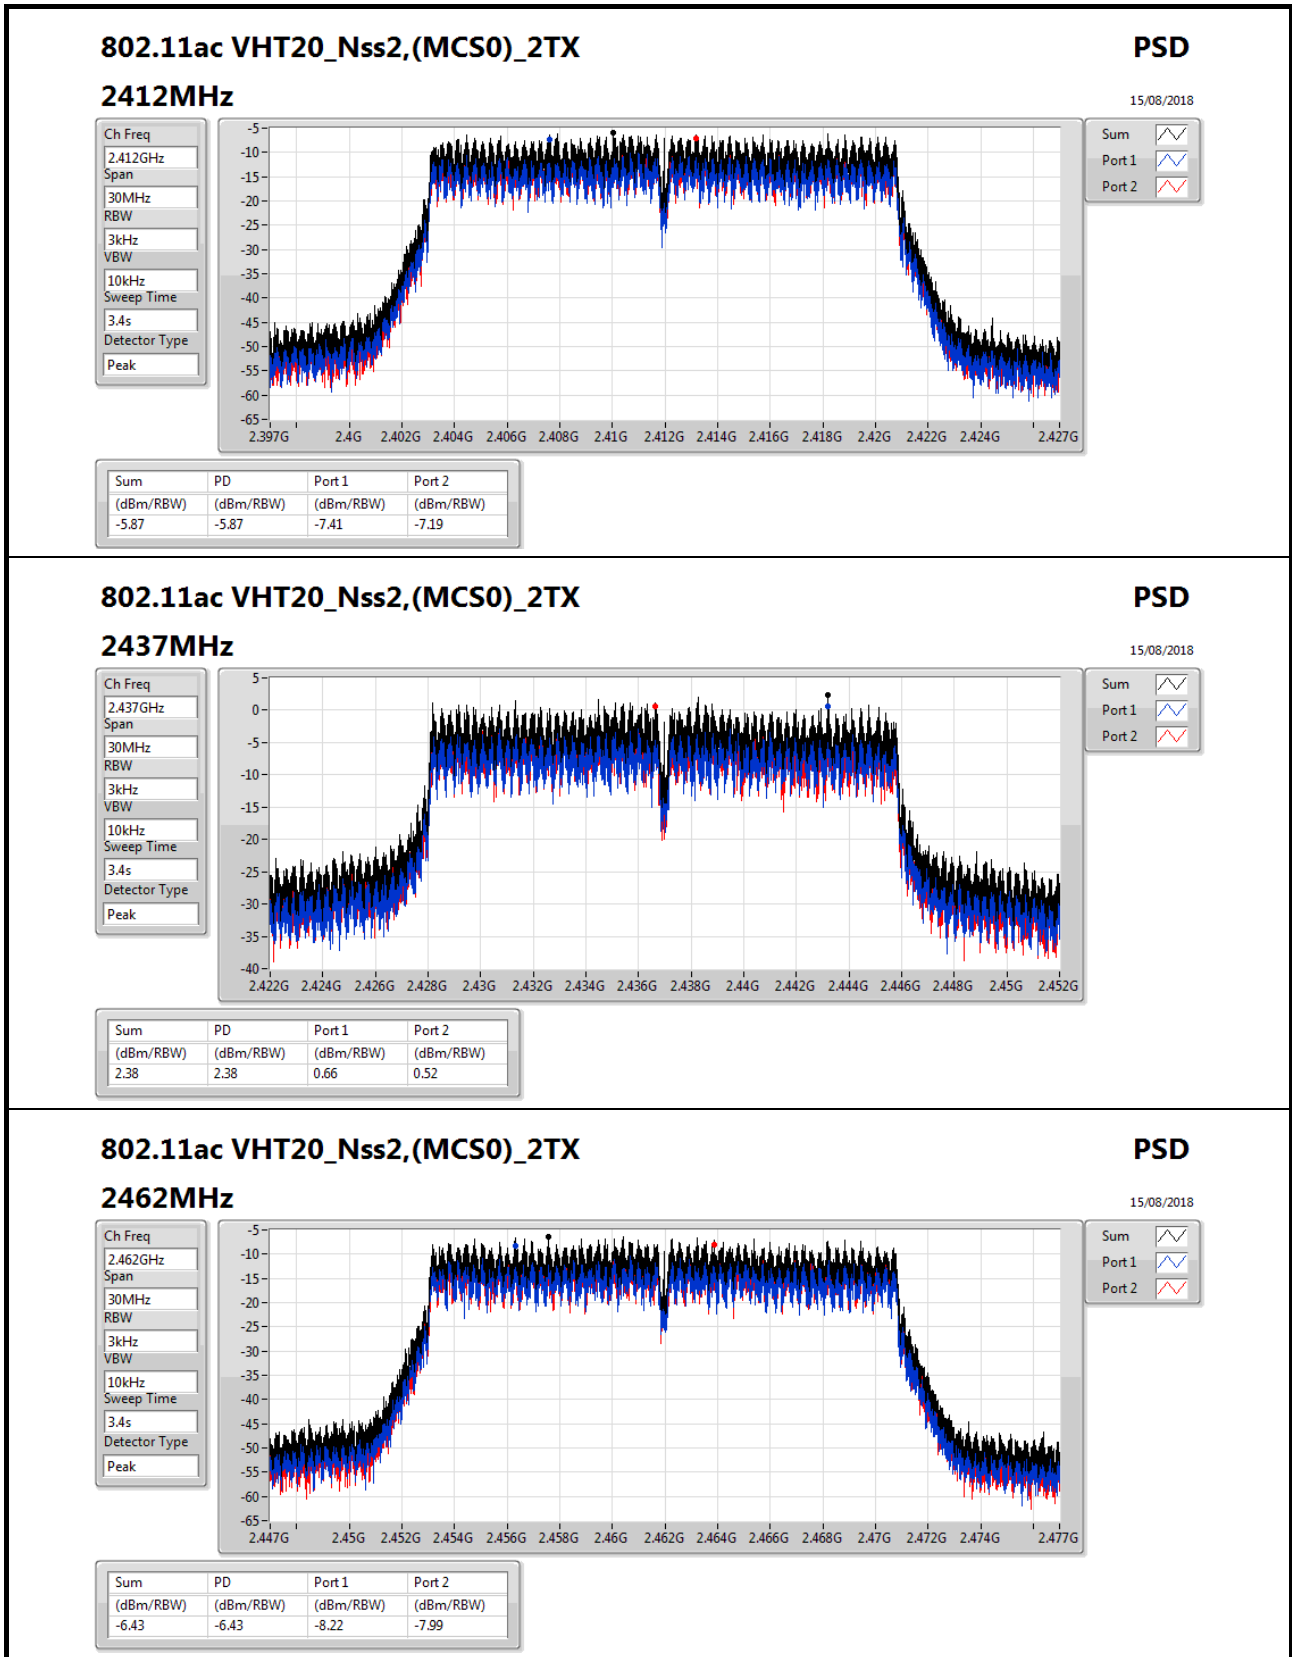 802.11ac VHT20_Nss2,(MCS0)_2TX PSD
2412MHz 15/08/2018
Ch Freq
2.412GHz
Span
30MHz
RBW
3kHz
VBW
10kHz
Sweep Time
3.4s
Detector Type
Peak
-5
-10
-15
-20
-25
-30
-35
-40
-45
-50
-55
-60
-65
2.397G 2.4G 2.402G 2.404G 2.406G 2.408G 2.41G 2.412G 2.414G 2.416G 2.418G 2.42G 2.422G 2.424G 2.427G
Sum
Port 1
Port 2
Sum PD Port 1 Port 2
(dBm/RBW) (dBm/RBW) (dBm/RBW) (dBm/RBW)
-5.87 -5.87 -7.41 -7.19
802.11ac VHT20_Nss2,(MCS0)_2TX PSD
2437MHz 15/08/2018
Ch Freq
2.437GHz
Span
30MHz
RBW
3kHz
VBW
10kHz
Sweep Time
3.4s
Detector Type
Peak
5
0
-5
-10
-15
-20
-25
-30
-35
-40
2.422G 2.424G 2.426G 2.428G 2.43G 2.432G 2.434G 2.436G 2.438G 2.44G 2.442G 2.444G 2.446G 2.448G 2.45G 2.452G
Sum
Port 1
Port 2
Sum PD Port 1 Port 2
(dBm/RBW) (dBm/RBW) (dBm/RBW) (dBm/RBW)
2.38 2.38 0.66 0.52
802.11ac VHT20_Nss2,(MCS0)_2TX PSD
2462MHz 15/08/2018
Ch Freq
2.462GHz
Span
30MHz
RBW
3kHz
VBW
10kHz
Sweep Time
3.4s
Detector Type
Peak
-5
-10
-15
-20
-25
-30
-35
-40
-45
-50
-55
-60
-65
2.447G 2.45G 2.452G 2.454G 2.456G 2.458G 2.46G 2.462G 2.464G 2.466G 2.468G 2.47G 2.472G 2.474G 2.477G
Sum
Port 1
Port 2
Sum PD Port 1 Port 2
(dBm/RBW) (dBm/RBW) (dBm/RBW) (dBm/RBW)
-6.43 -6.43 -8.22 -7.99